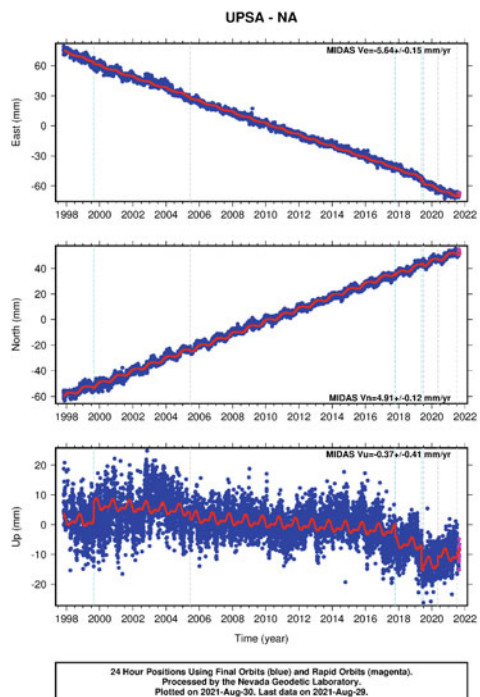 UPSA - NA
MIDAS Ve=-5.64+/-0.15 mm/yr
East (mm)
60
30
0
-30
-60
1998 2000 2002 2004 2006 2008 2010 2012 2014 2016 2018 2020 2022
North (mm)
40
20
0
-20
-40
-60
MIDAS Vn=4.91+/-0.12 mm/yr
1998 2000 2002 2004 2006 2008 2010 2012 2014 2016 2018 2020 2022
MIDAS Vu=-0.37+/-0.41 mm/yr
Up (mm)
20
10
0
-10
-20
1998 2000 2002 2004 2006 2008 2010 2012 2014 2016 2018 2020 2022
Time (year)
24 Hour Positions Using Final Orbits (blue) and Rapid Orbits (magenta).
Processed by the Nevada Geodetic Laboratory.
Plotted on 2021-Aug-30. Last data on 2021-Aug-29.